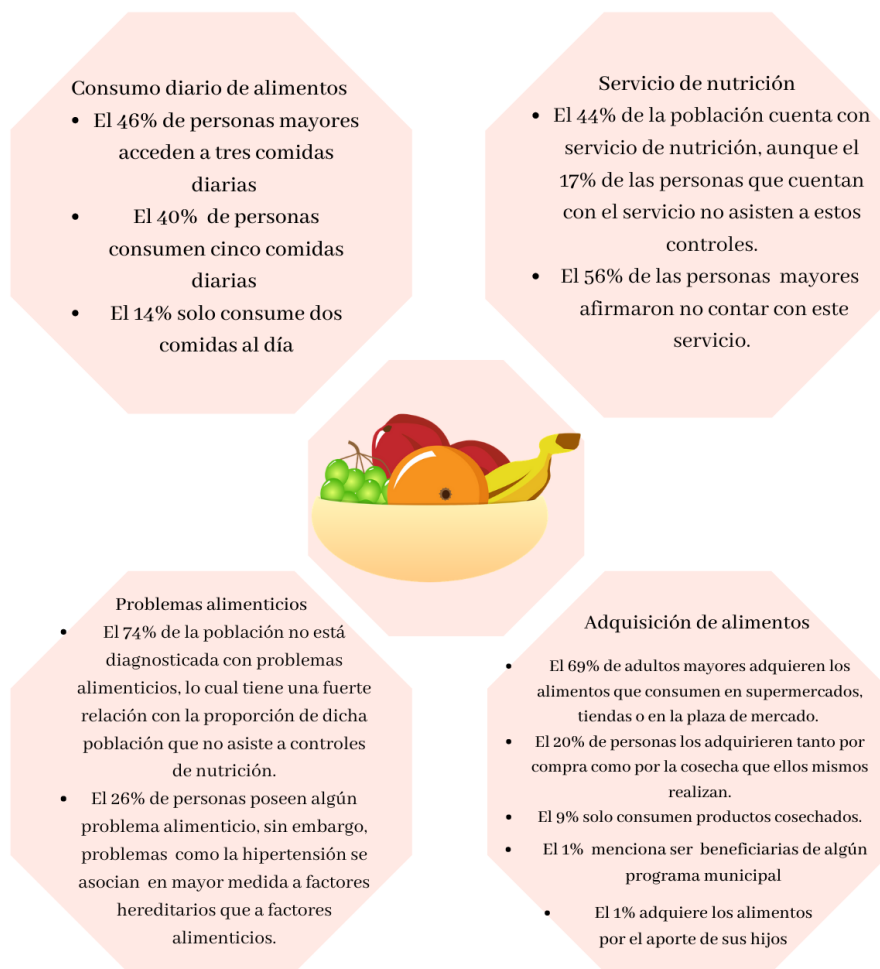 Consumo diario de alimentos
• El 46% de personas mayores
acceden a tres comidas
diarias
• El 40% de personas
consumen cinco comidas
diarias
• El 14% solo consume dos
comidas al día
Servicio de nutrición
• El 44% de la población cuenta con
servicio de nutrición, aunque el
17% de las personas que cuentan
con el servicio no asisten a estos
controles.
• El 56% de las personas mayores
afirmaron no contar con este
servicio.
Problemas alimenticios
• El 74% de la población no está
diagnosticada con problemas
alimenticios, lo cual tiene una fuerte
relación con la proporción de dicha
población que no asiste a controles
de nutrición.
• El 26% de personas poseen algún
problema alimenticio, sin embargo,
problemas como la hipertensión se
asocian en mayor medida a factores
hereditarios que a factores
alimenticios.
Adquisición de alimentos
• El 69% de adultos mayores adquieren los
alimentos que consumen en supermercados,
tiendas o en la plaza de mercado.
• El 20% de personas los adquirieren tanto por
compra como por la cosecha que ellos mismos
realizan.
• El 9% solo consumen productos cosechados.
• El 1% menciona ser beneficiarias de algún
programa municipal
• El 1% adquiere los alimentos
por el aporte de sus hijos